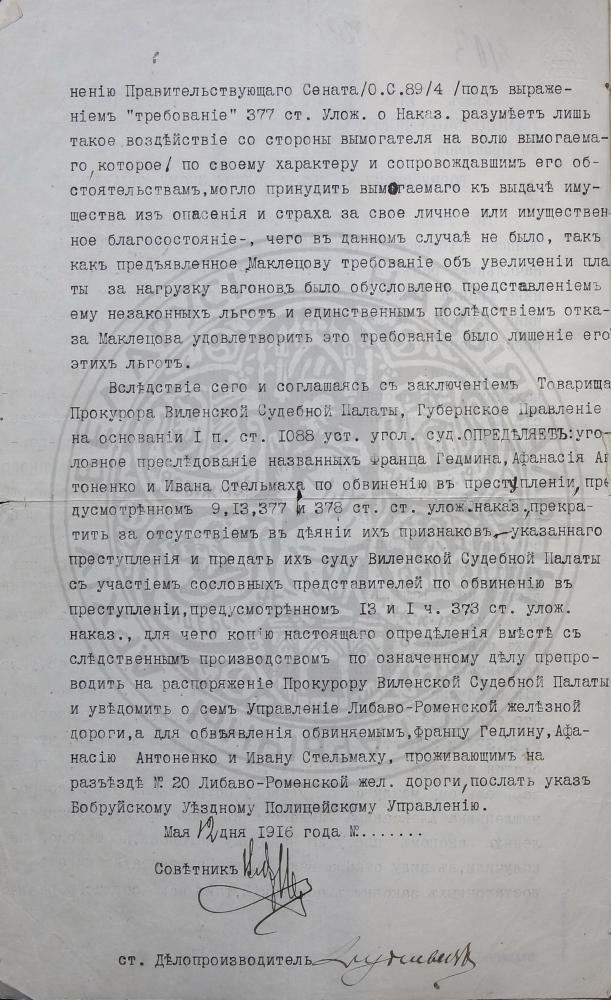 ненію Правительствующаго Сената/О.С.89/4 /подъ выраже-
ніемъ "требованіе" 377 ст. Улож. о Наказ. разумѣетъ лишь
такое воздѣйствіе со стороны вымогателя на волю вымогаема-
го, которое/ по своему характеру и сопровождавшимъ его об-
стоятельствамъ, могло принудить вымогаемаго къ выдачѣ иму-
щества изъ опасенія и страха за свое личное или имуществен
ное благосостояніе-, чего въ данномъ случаѣ не было, такъ
какъ предъявленное Маклецову требованіе объ увеличеніи пла
ты за нагрузку вагоновъ было обусловлено представленіемъ
ему незаконныхъ льготъ и единственнымъ послѣдствіемъ отка-
за Маклецова удовлетворить это требованіе было лишеніе его
этихъ льготъ.
Вслѣдствіе сего и соглашаясь съ заключеніемъ Товарища
Прокурора Виленской Судебной Палаты, Губернское Правленіе
на основаніи I п. ст. 1088 уст. угол. суд.ОПРЕДѢЛЯЕТЪ: уго-
ловное преслѣдованіе названныхъ Франца Гедмина, Афанасія Ан
тоненко и Ивана Стельмаха по обвиненію въ преступленіи, пре
дусмотрѣнномъ 9,13,377 и 378 ст. ст. улож. наказ., прекра-
тить за отсутствіемъ въ дѣяніи ихъ признаковъ указаннаго
преступленія и предать ихъ суду Виленской Судебной Палаты
съ участіемъ сословныхъ представителей по обвиненію въ
преступленіи, предусмотрѣнномъ 13 и I ч. 373 ст. улож.
наказ., для чего копію настоящаго опредѣленія вмѣстѣ съ
слѣдственнымъ производствомъ по означенному дѣлу препро-
водить на распоряженіе Прокурору Виленской Судебной Палаты
и увѣдомить о семъ Управленіе Либаво-Роменской желѣзной
дороги, а для объявленія обвиняемымъ, Францу Гедлину, Афа-
насію Антоненко и Ивану Стельмаху, проживающимъ на
разъѣздѣ № 20 Либаво-Роменской жел. дороги, послать указъ
Бобруйскому Уѣздному Полицейскому Управленію.
Мая 12 дня 1916 года №.......
Совѣтникъ
ст. Дѣлопроизводитель